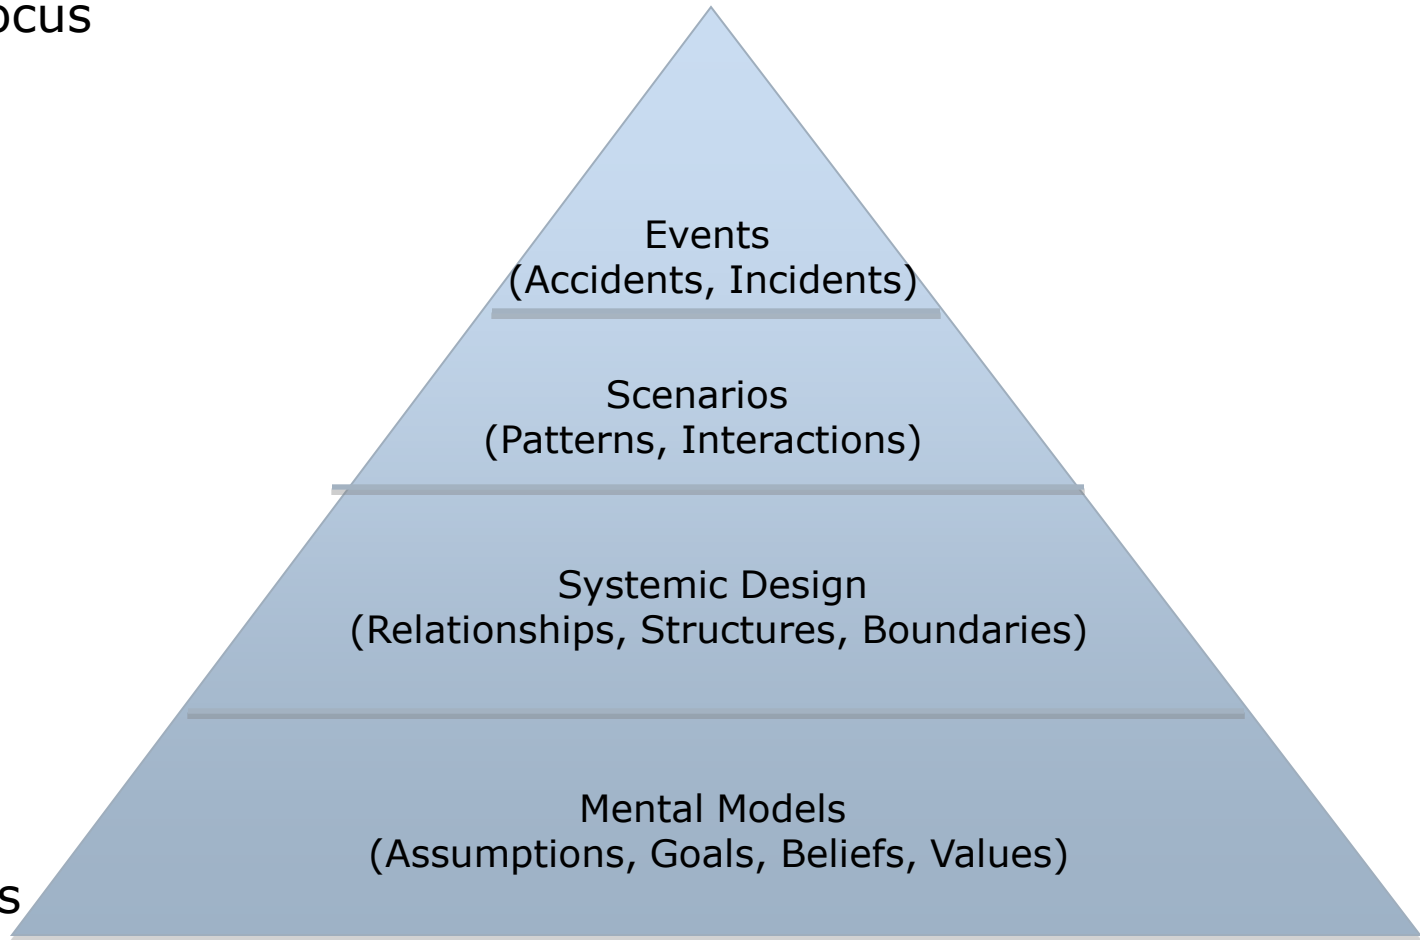 ocus
Events
(Accidents, Incidents)
Scenarios
(Patterns, Interactions)
Systemic Design
(Relationships, Structures, Boundaries)
Mental Models
(Assumptions, Goals, Beliefs, Values)
s